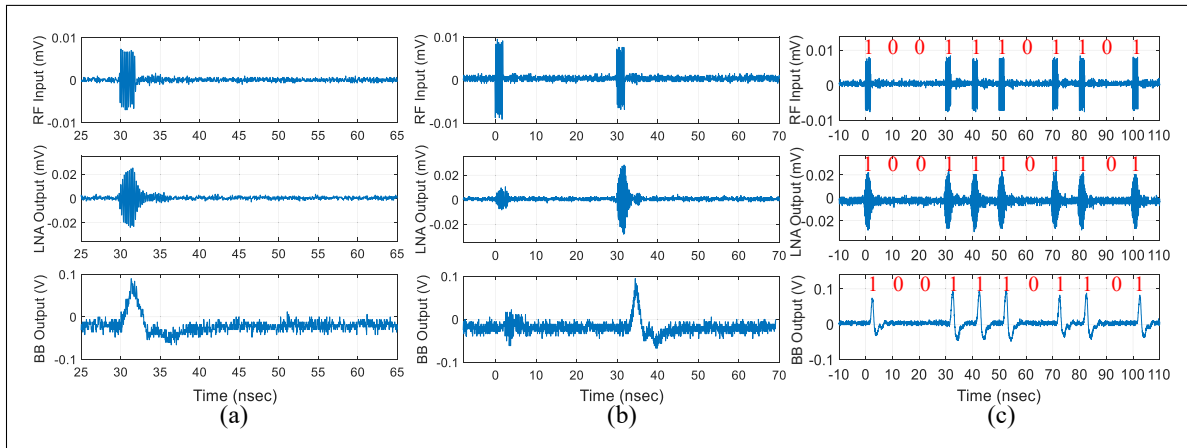 RF Input (mV)
0.01
0
-0.01
25 30 35 40 45 50 55 60 65
LNA Output (mV)
0.02
0
-0.02
25 30 35 40 45 50 55 60 65
BB Output (V)
0.1
0
-0.1
25 30 35 40 45 50 55 60 65
Time (nsec)
(a)
RF Input (mV)
0.01
0
-0.01
0 10 20 30 40 50 60 70
LNA Output (mV)
0.02
0
-0.02
0 10 20 30 40 50 60 70
BB Output (V)
0.1
0
-0.1
0 10 20 30 40 50 60 70
Time (nsec)
(b)
RF Input (mV)
1 0 0 1 1 1 0 1 1 0 1
0.01
0.00
-0.01
-10 0 10 20 30 40 50 60 70 80 90 100 110
LNA Output (mV)
1 0 0 1 1 1 0 1 1 0 1
0.02
0.00
-0.02
-10 0 10 20 30 40 50 60 70 80 90 100 110
BB Output (V)
1 0 0 1 1 1 0 1 1 0 1
0.1
0.0
-0.1
-10 0 10 20 30 40 50 60 70 80 90 100 110
Time (nsec)
(c)